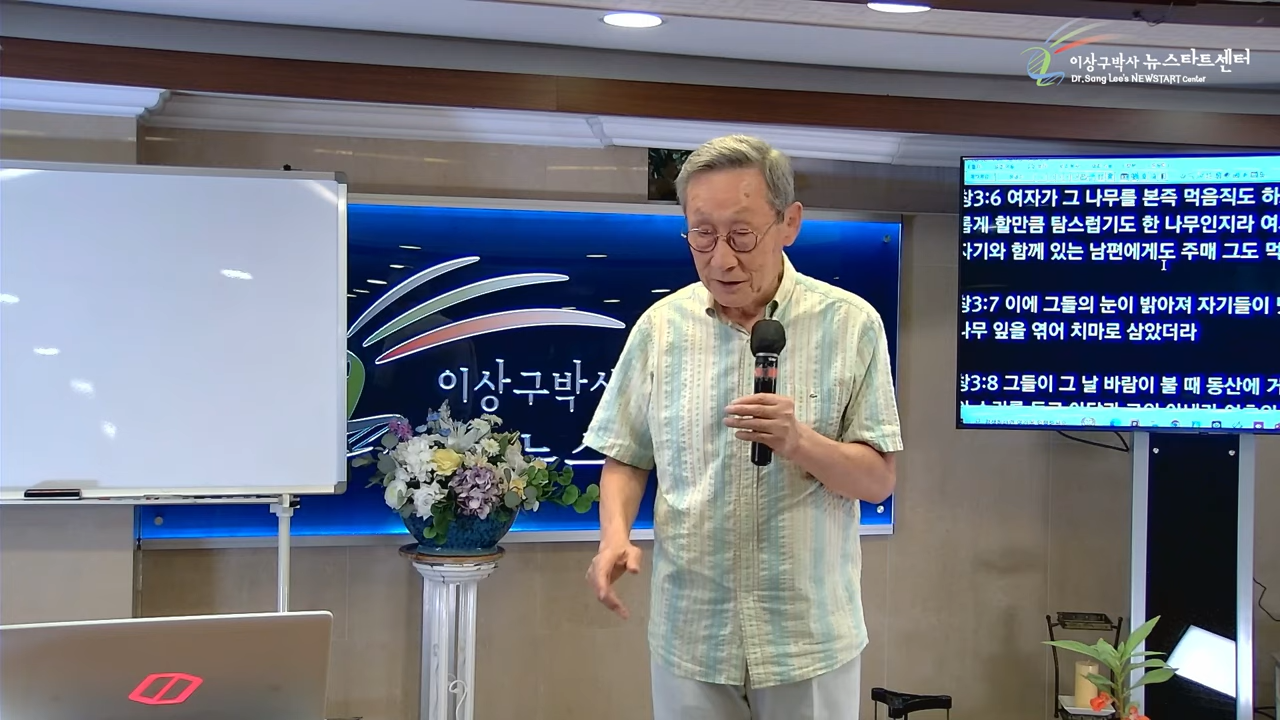 이상구박사 뉴스타트센터
Dr. Sang Lee's NEWSTART Center
창3:6 여자가 그 나무를 본즉 먹음직도 하
롭게 할만큼 탐스럽기도 한 나무인지라 여
자기와 함께 있는 남편에게도 주매 그도 먹
창3:7 이에 그들의 눈이 밝아져 자기들이
나무 잎을 엮어 치마로 삼았더라
창3:8 그들이 그 날 바람이 불 때 동산에 거
이상구박사
뉴스